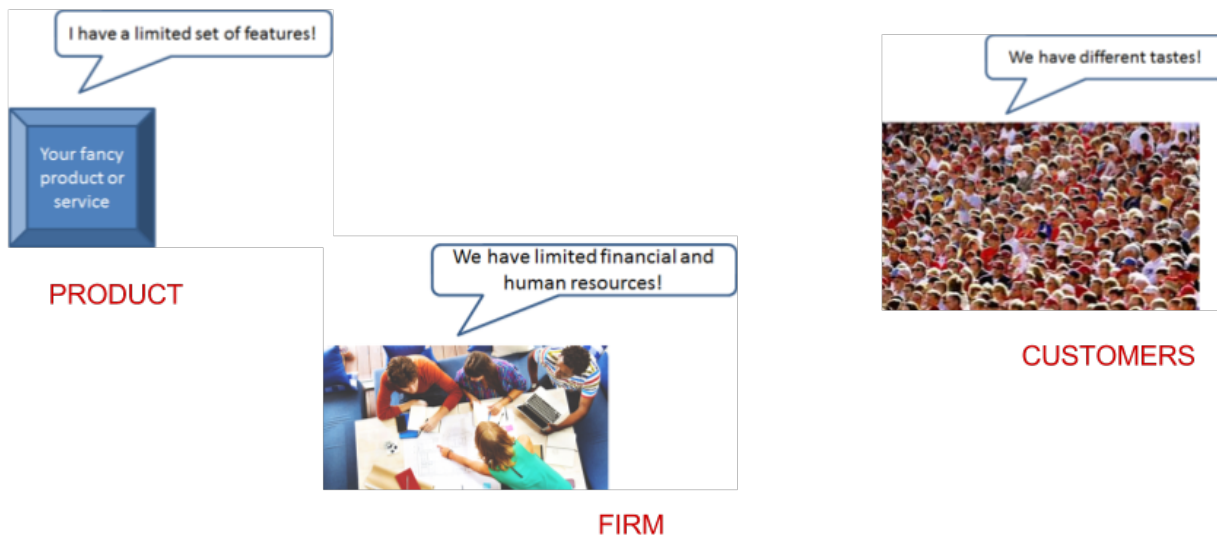 I have a limited set of features!
Your fancy
product or
service
PRODUCT
We have limited financial and
human resources!
FIRM
We have different tastes!
CUSTOMERS